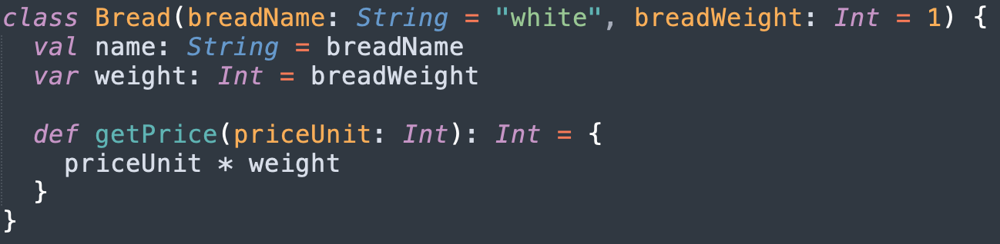 class Bread(breadName: String = "white", breadWeight: Int = 1) {
  val name: String = breadName
  var weight: Int = breadWeight

  def getPrice(priceUnit: Int): Int = {
    priceUnit * weight
  }
}